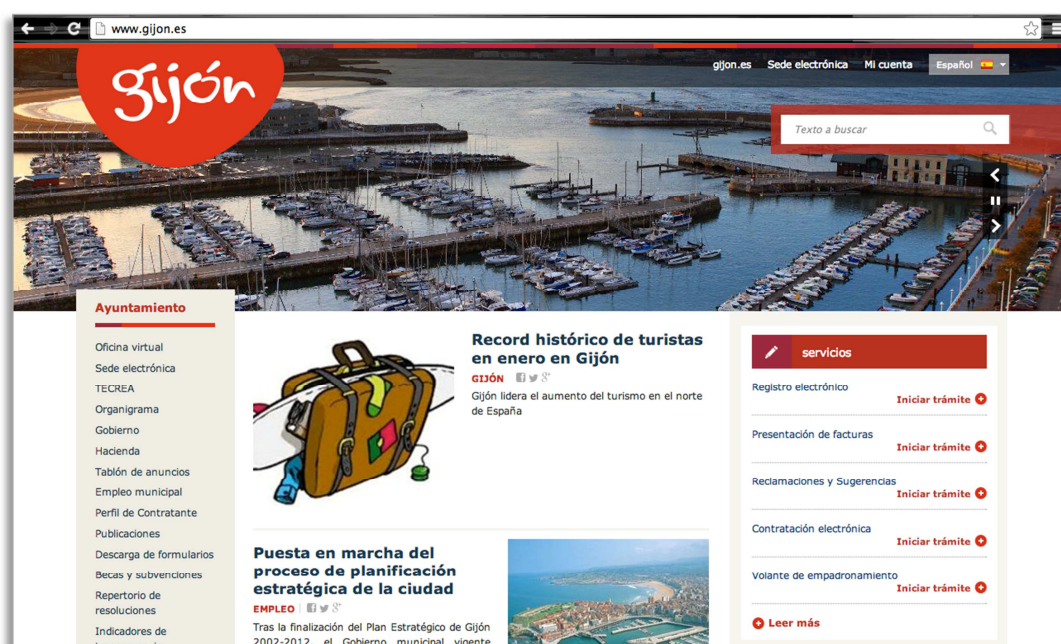 www.gijon.es
gijón
gijon.es Sede electrónica Mi cuenta Español
Texto a buscar
Ayuntamiento
Oficina virtual
Sede electrónica
TECREA
Organigrama
Gobierno
Hacienda
Tablón de anuncios
Empleo municipal
Perfil de Contratante
Publicaciones
Descarga de formularios
Becas y subvenciones
Repertorio de
resoluciones
Indicadores de
Record histórico de turistas
en enero en Gijón
GIJÓN
Gijón lidera el aumento del turismo en el norte
de España
Puesta en marcha del
proceso de planificación
estratégica de la ciudad
EMPLEO
Tras la finalización del Plan Estratégico de Gijón
2002-2012, el Gobierno municipal vigente
servicios
Registro electrónico
Iniciar trámite
Presentación de facturas
Iniciar trámite
Reclamaciones y Sugerencias
Iniciar trámite
Contratación electrónica
Iniciar trámite
Volante de empadronamiento
Iniciar trámite
Leer más